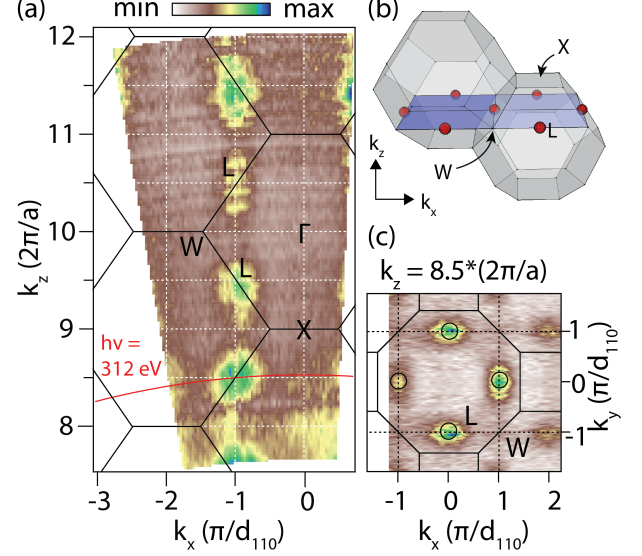 (a) min max
12
11
10
9
8
k_z (2π/a)
L
W
Γ
L
X
hν =
312 eV
-3 -2 -1 0
k_x (π/d_110)
(b)
X
L
W
k_z
k_x
(c)
k_z = 8.5*(2π/a)
1
0
-1
k_y (π/d_110)
L
W
-1 0 1 2
k_x (π/d_110)